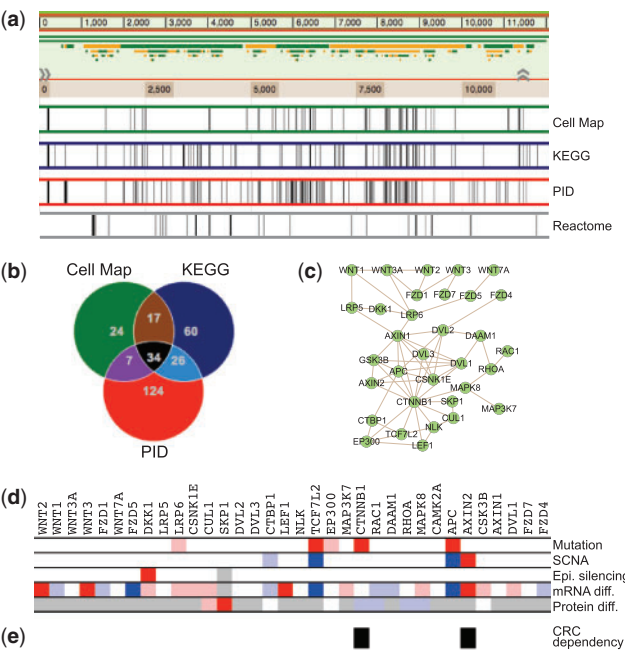 (a)
0 1,000 2,000 3,000 4,000 5,000 6,000 7,000 8,000 9,000 10,000 11,000
0 2,500 5,000 7,500 10,000
Cell Map
KEGG
PID
Reactome
(b)
Cell Map KEGG
17
24 60
34
7 26
124
PID
(c)
WNT1 WNT3A WNT2 WNT3 WNT7A
FZD1 FZD7 FZD5 FZD4
LRP5 DKK1 LRP6
AXIN1 DVL2 DAAM1
GSK3B DVL3 DVL1 RAC1
APC RHOA
AXIN2 CSNK1E MAPK8
CTNNB1 SKP1 MAP3K7
CTBP1 CUL1
TCF7L2 NLK
EP300 LEF1
(d)
WNT2 WNT1 WNT3A WNT3 FZD1 WNT7A FZD5 DKK1 LRP5 LRP6 CSNK1E CUL1 SKP1 DVL2 DVL3 CTBP1 LEF1 NLK TCF7L2 EP300 MAP3K7 CTNNB1 RAC1 DAAM1 RHOA MAPK8 CAMK2A APC AXIN2 CSK3B AXIN1 DVL1 FZD7 FZD4
Mutation
SCNA
Epi. silencing
mRNA diff.
Protein diff.
(e)
CRC
dependency